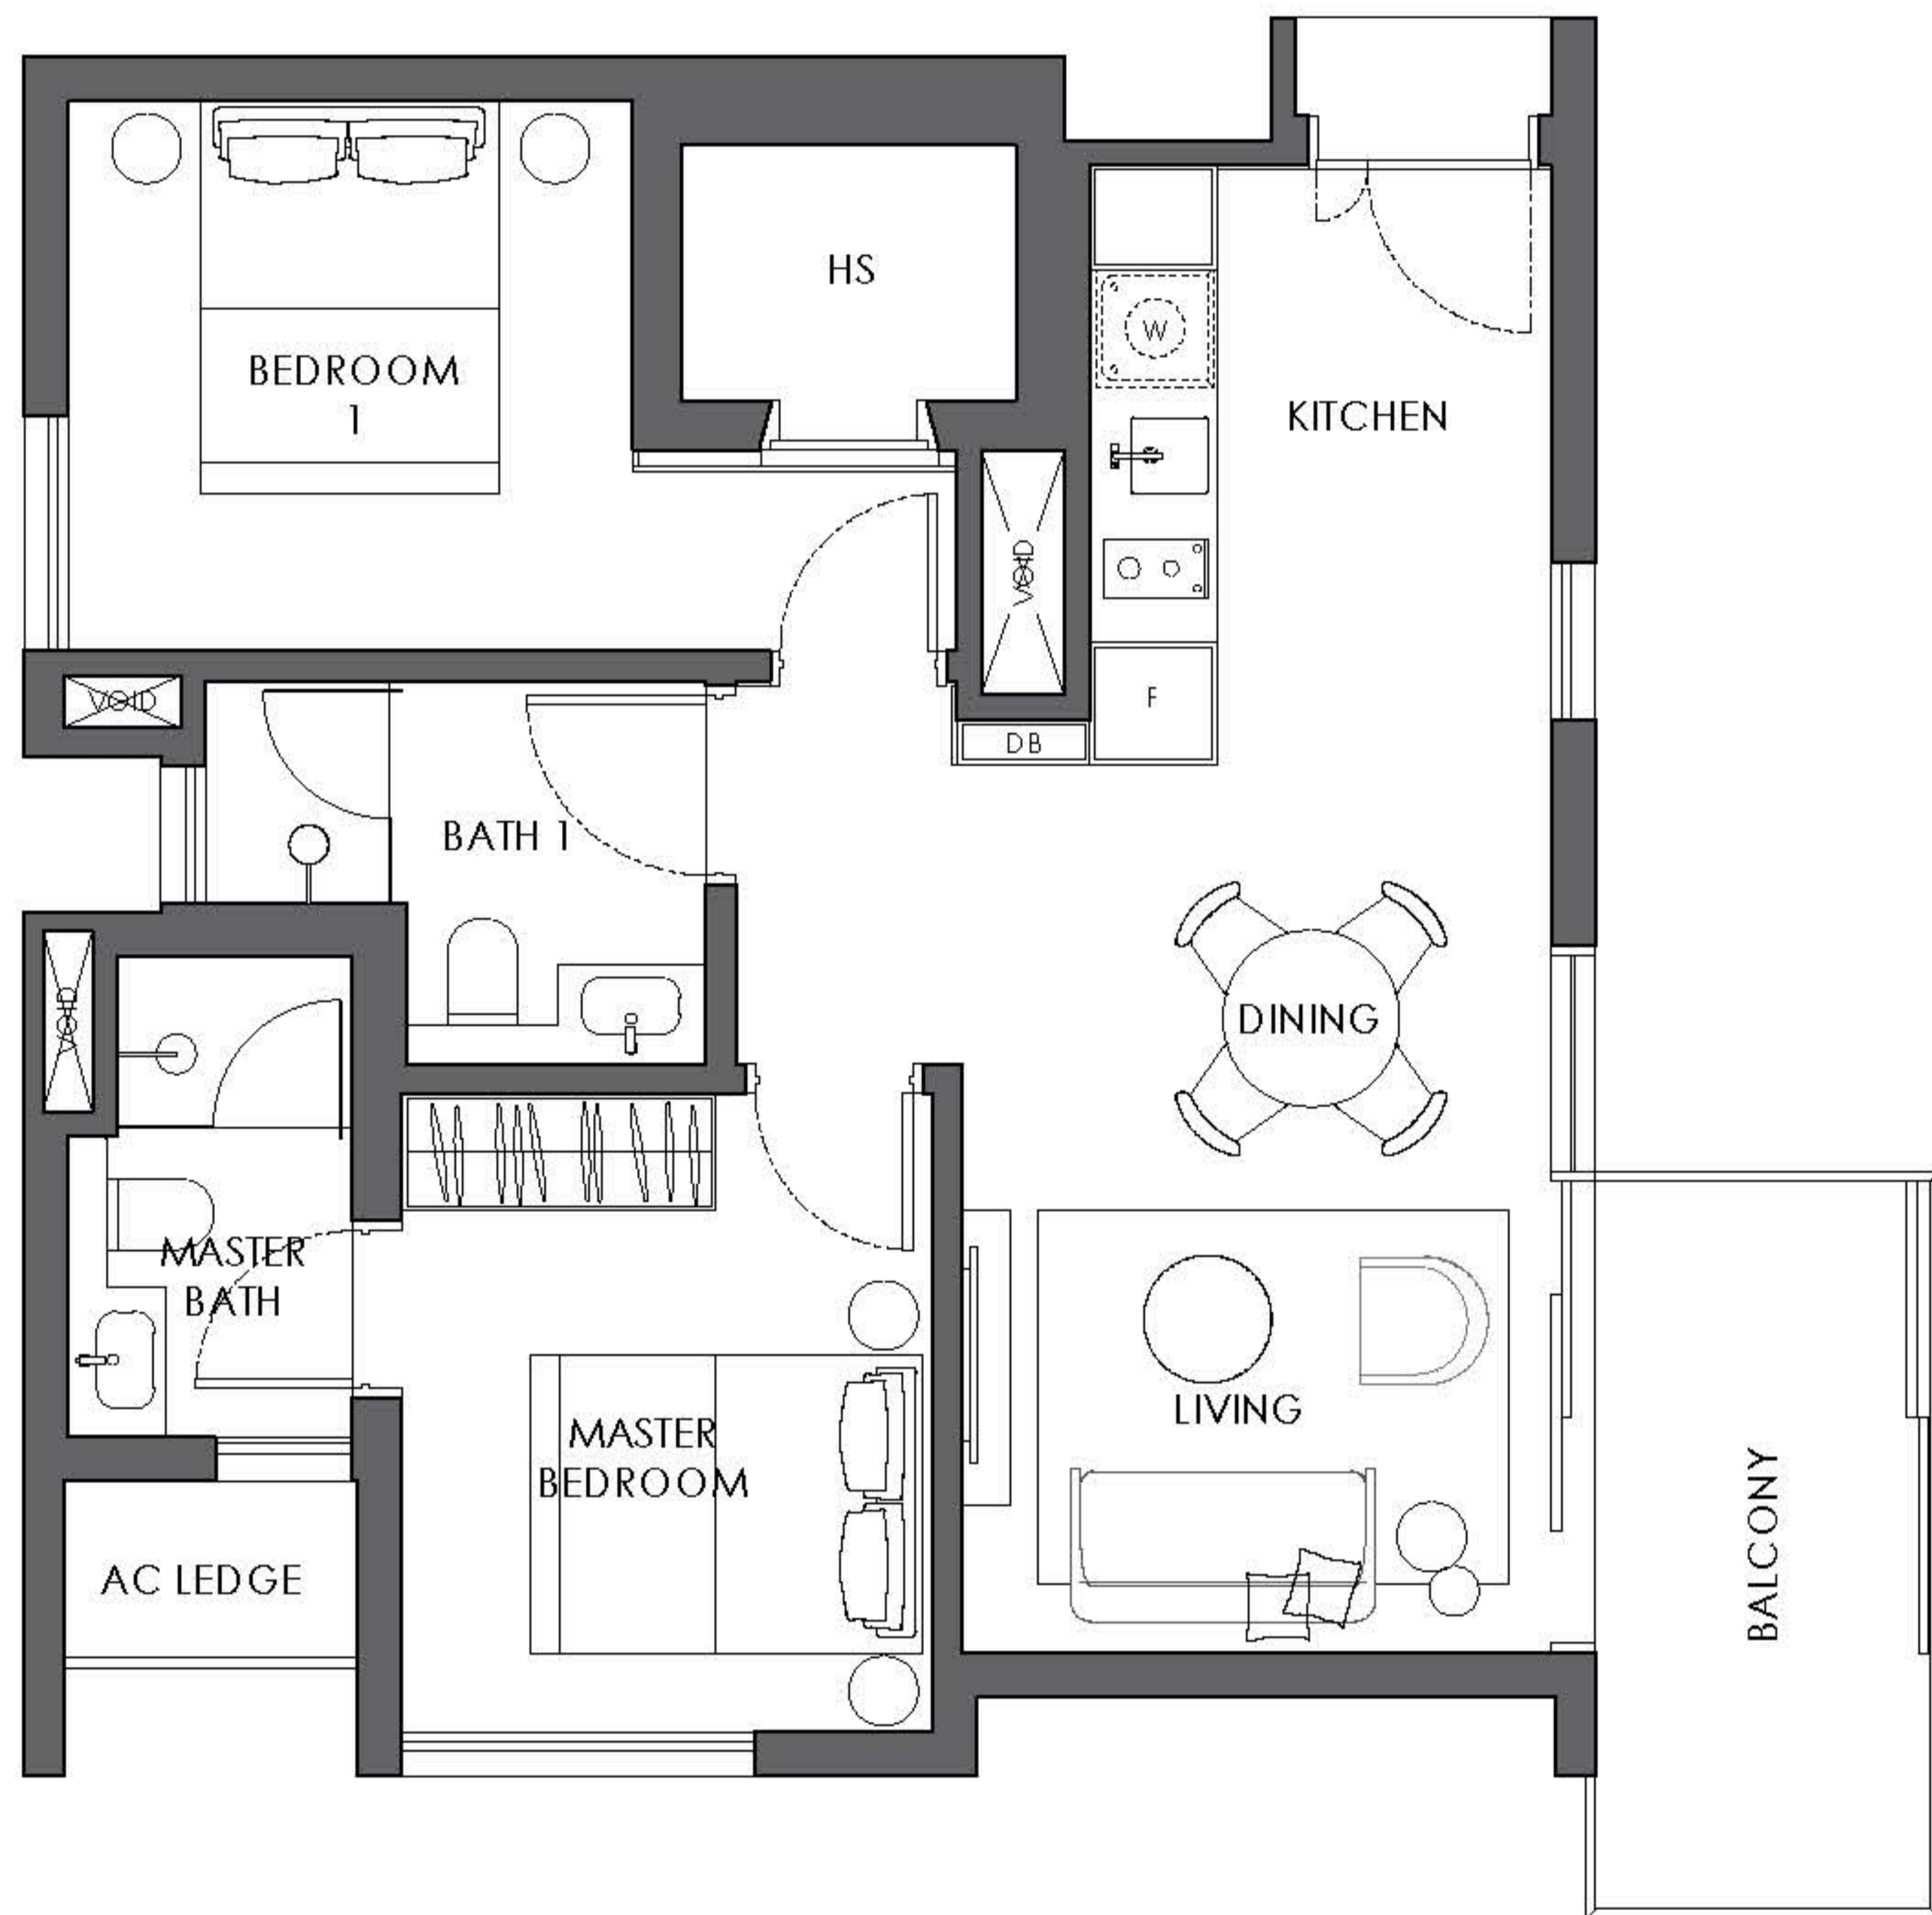 HS
BEDROOM
1
W
KITCHEN
VOID
F
VOID
DB
BATH 1
VOID
DINING
MASTER
BATH
MASTER
BEDROOM
LIVING
AC LEDGE
BALCONY